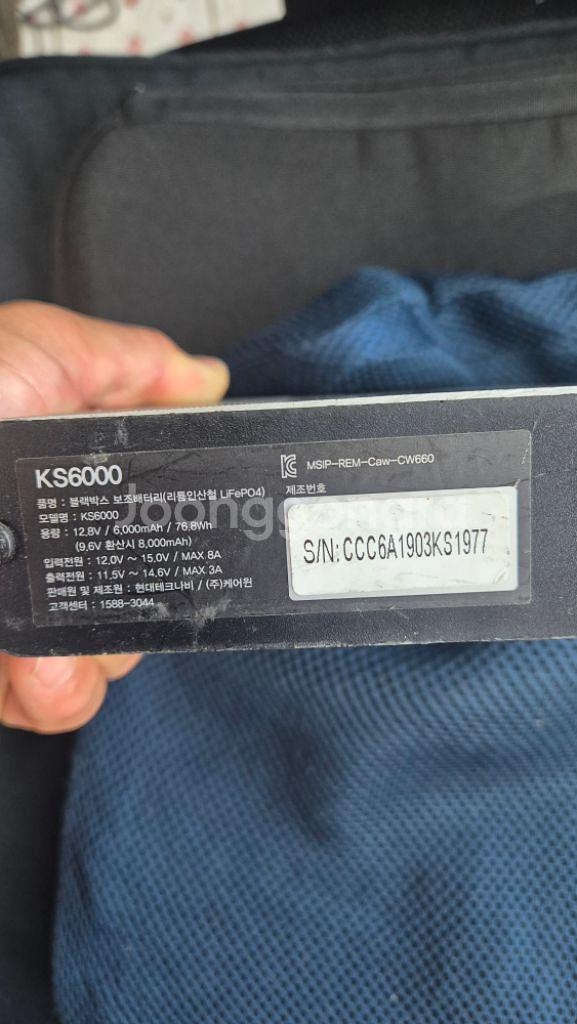 KS6000
품명 : 블랙박스 보조배터리(리튬인산철 LiFePO4)
모델명 : KS6000
용량 : 12.8V / 6,000mAh / 76.8Wh
(9.6V 환산시 8,000mAh)
입력전원 : 12.0V ~ 15.0V / MAX 8A
출력전원 : 11.5V ~ 14.6V / MAX 3A
판매원 및 제조원 : 현대테크나비 / (주)케어윈
고객센터 : 1588-3044
MSIP-REM-Caw-CW660
제조번호
S/N: CCC6A1903KS1977
Joonggonara